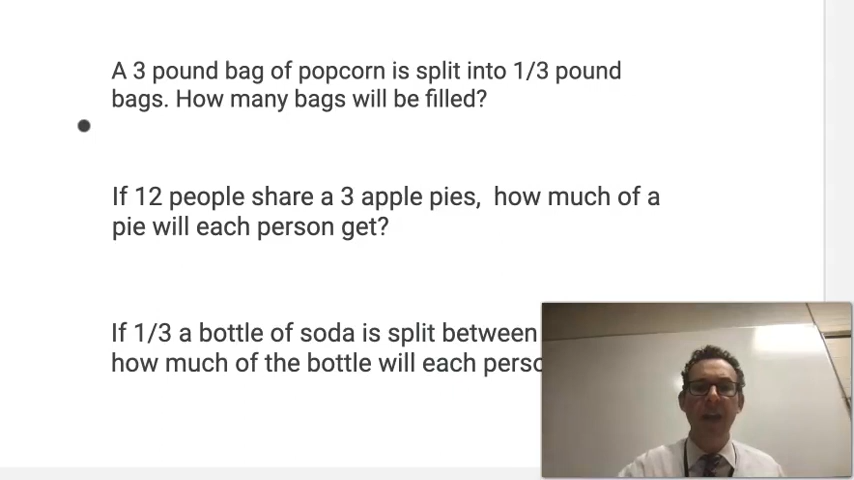 A 3 pound bag of popcorn is split into 1/3 pound
bags. How many bags will be filled?
If 12 people share a 3 apple pies, how much of a
pie will each person get?
If 1/3 a bottle of soda is split between
how much of the bottle will each